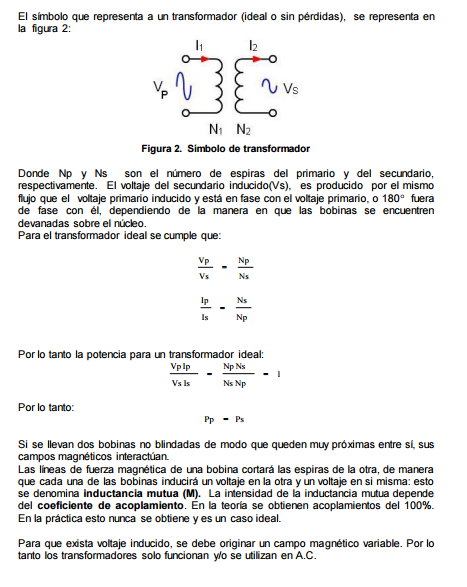 El símbolo que representa a un transformador (ideal o sin pérdidas), se representa en
la figura 2:
I1 I2
Vp Vs
N1 N2
Figura 2. Símbolo de transformador
Donde Np y Ns son el número de espiras del primario y del secundario,
respectivamente. El voltaje del secundario inducido(Vs), es producido por el mismo
flujo que el voltaje primario inducido y está en fase con el voltaje primario, o 180° fuera
de fase con él, dependiendo de la manera en que las bobinas se encuentren
devanadas sobre el núcleo.
Para el transformador ideal se cumple que:
Vp Np
=
Vs Ns
Ip Ns
=
Is Np
Por lo tanto la potencia para un transformador ideal:
Vp Ip Np Ns
= = 1
Vs Is Ns Np
Por lo tanto:
Pp = Ps
Si se llevan dos bobinas no blindadas de modo que queden muy próximas entre sí, sus
campos magnéticos interactúan.
Las líneas de fuerza magnética de una bobina cortará las espiras de la otra, de manera
que cada una de las bobinas inducirá un voltaje en la otra y un voltaje en si misma: esto
se denomina inductancia mutua (M). La intensidad de la inductancia mutua depende
del coeficiente de acoplamiento. En la teoría se obtienen acoplamientos del 100%.
En la práctica esto nunca se obtiene y es un caso ideal.
Para que exista voltaje inducido, se debe originar un campo magnético variable. Por lo
tanto los transformadores solo funcionan y/o se utilizan en A.C.